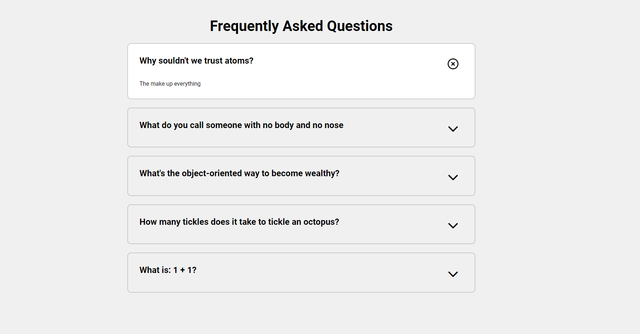 Frequently Asked Questions
Why souldn't we trust atoms?
The make up everything
What do you call someone with no body and no nose
What's the object-oriented way to become wealthy?
How many tickles does it take to tickle an octopus?
What is: 1 + 1?